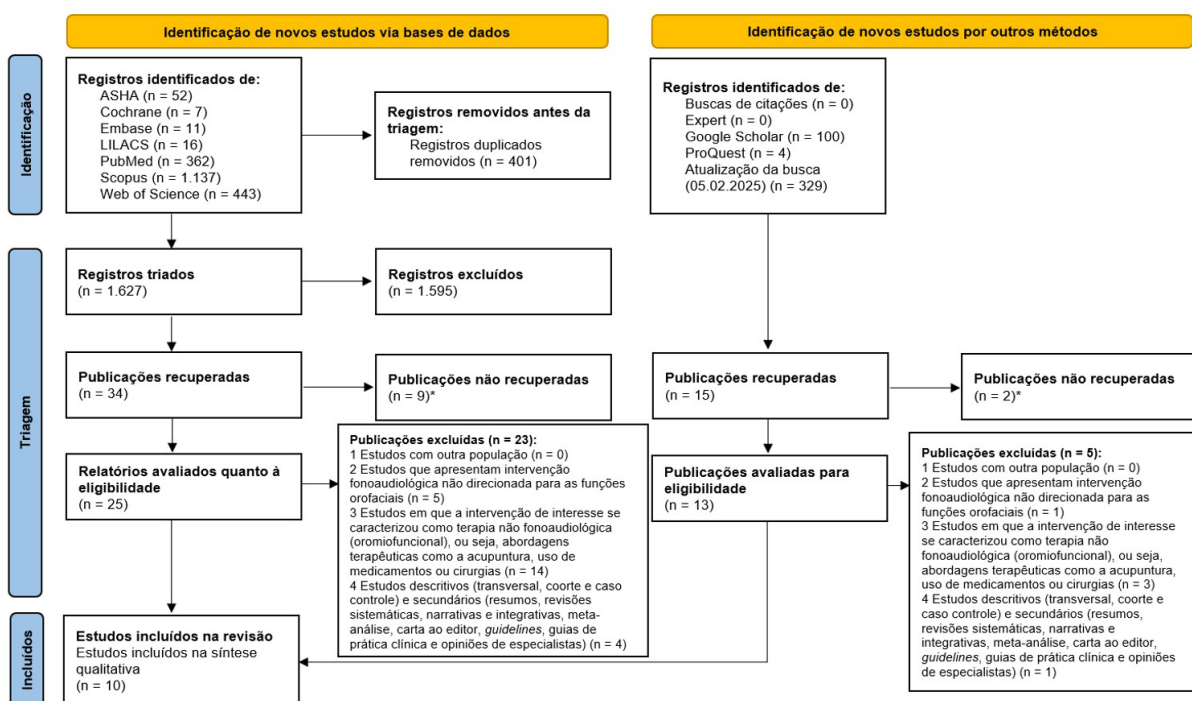 Identificação de novos estudos via bases de dados
Identificação de novos estudos por outros métodos
Identificação
Registros identificados de:
ASHA (n = 52)
Cochrane (n = 7)
Embase (n = 11)
LILACS (n = 16)
PubMed (n = 362)
Scopus (n = 1.137)
Web of Science (n = 443)
Registros removidos antes da
triagem:
Registros duplicados
removidos (n = 401)
Registros identificados de:
Buscas de citações (n = 0)
Expert (n = 0)
Google Scholar (n = 100)
ProQuest (n = 4)
Atualização da busca
(05.02.2025) (n = 329)
Triagem
Registros triados
(n = 1.627)
Registros excluídos
(n = 1.595)
Publicações recuperadas
(n = 34)
Publicações não recuperadas
(n = 9)*
Publicações recuperadas
(n = 15)
Publicações não recuperadas
(n = 2)*
Relatórios avaliados quanto à
eligibilidade
(n = 25)
Publicações excluídas (n = 23):
1 Estudos com outra população (n = 0)
2 Estudos que apresentam intervenção
fonoaudiológica não direcionada para as funções
orofaciais (n = 5)
3 Estudos em que a intervenção de interesse se
caracterizou como terapia não fonoaudiológica
(oromiofuncional), ou seja, abordagens
terapêuticas como a acupuntura, uso de
medicamentos ou cirurgias (n = 14)
4 Estudos descritivos (transversal, coorte e caso
controle) e secundários (resumos, revisões
sistemáticas, narrativas e integrativas, meta-
análise, carta ao editor, guidelines, guias de
prática clínica e opiniões de especialistas) (n = 4)
Publicações avaliadas para
eligibilidade
(n = 13)
Publicações excluídas (n = 5):
1 Estudos com outra população (n = 0)
2 Estudos que apresentam intervenção
fonoaudiológica não direcionada para as
funções orofaciais (n = 1)
3 Estudos em que a intervenção de interesse
se caracterizou como terapia não
fonoaudiológica (oromiofuncional), ou seja,
abordagens terapêuticas como a acupuntura,
uso de medicamentos ou cirurgias (n = 3)
4 Estudos descritivos (transversal, coorte e
caso controle) e secundários (resumos,
revisões sistemáticas, narrativas e
integrativas, meta-análise, carta ao editor,
guidelines, guias de prática clínica e opiniões
de especialistas) (n = 1)
Incluídos
Estudos incluídos na revisão
Estudos incluídos na síntese
qualitativa
(n = 10)